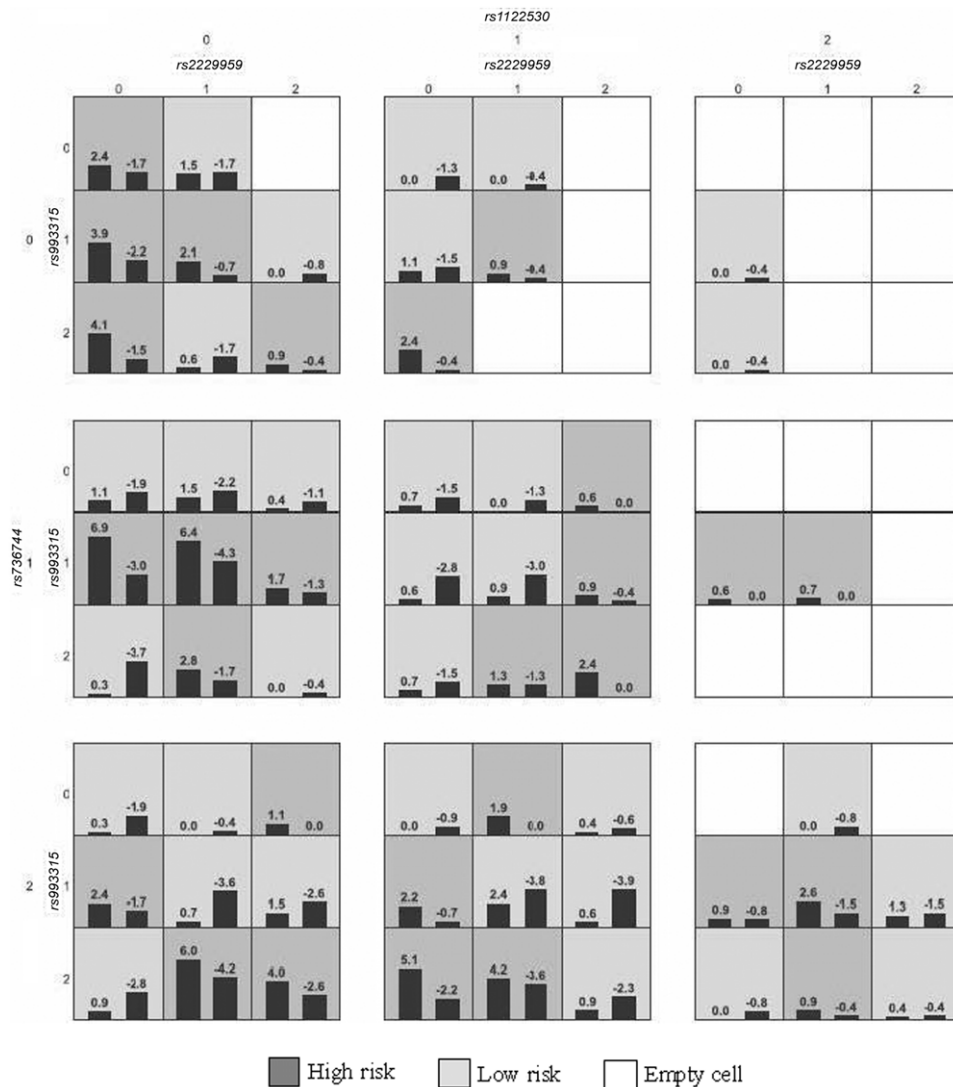 rs1122530
0 1 2
rs2229959 rs2229959 rs2229959
0 1 2 0 1 2 0 1 2
0
2.4 -1.7 1.5 -1.7 0.0 -1.3 0.0 -0.4
0 rs993315 1
3.9 -2.2 2.1 -0.7 0.0 -0.8 1.1 -1.5 0.9 -0.4 0.0 -0.4
2
4.1 -1.5 0.6 -1.7 0.9 -0.4 2.4 -0.4 0.0 -0.4
0
1.1 -1.9 1.5 -2.2 0.4 -1.1 0.7 -1.5 0.0 -1.3 0.6 0.0
rs736744 1 rs993315 1
6.9 -3.0 6.4 -4.3 1.7 -1.3 0.6 -2.8 0.9 -3.0 0.9 -0.4 0.6 0.0 0.7 0.0
2
0.3 -3.7 2.8 -1.7 0.0 -0.4 0.7 -1.5 1.3 -1.3 2.4 0.0
0
0.3 -1.9 0.0 -0.4 1.1 0.0 0.0 -0.9 1.9 0.0 0.4 -0.6 0.0 -0.8
2 rs993315 1
2.4 -1.7 0.7 -3.6 1.5 -2.6 2.2 -0.7 2.4 -3.8 0.6 -3.9 0.9 -0.8 2.6 -1.5 1.3 -1.5
2
0.9 -2.8 6.0 -4.2 4.0 -2.6 5.1 -2.2 4.2 -3.6 0.9 -2.3 0.0 -0.8 0.9 -0.4 0.4 -0.4
High risk Low risk Empty cell